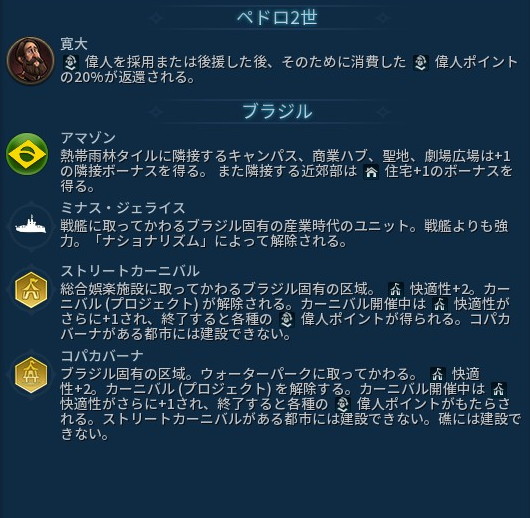 ペドロ2世
寛大
偉人を採用または後援した後、そのために消費した 偉人ポイント
の20%が返還される。
ブラジル
アマゾン
熱帯雨林タイルに隣接するキャンパス、商業ハブ、聖地、劇場広場は+1
の隣接ボーナスを得る。 また隣接する近郊部は 住宅+1のボーナスを
得る。
ミナス・ジェライス
戦艦に取ってかわるブラジル固有の産業時代のユニット。戦艦よりも強
力。「ナショナリズム」によって解除される。
ストリートカーニバル
総合娯楽施設に取ってかわるブラジル固有の区域。 快適性+2。カー
ニバル (プロジェクト) が解除される。カーニバル開催中は 快適性が
さらに+1され、終了すると各種の 偉人ポイントが得られる。コパカ
バーナがある都市には建設できない。
コパカバーナ
ブラジル固有の区域。ウォーターパークに取ってかわる。 快適
性+2。カーニバル (プロジェクト) を解除する。カーニバル開催中は
快適性がさらに+1され、終了すると各種の 偉人ポイントがもたらさ
れる。ストリートカーニバルがある都市には建設できない。礁には建設で
きない。